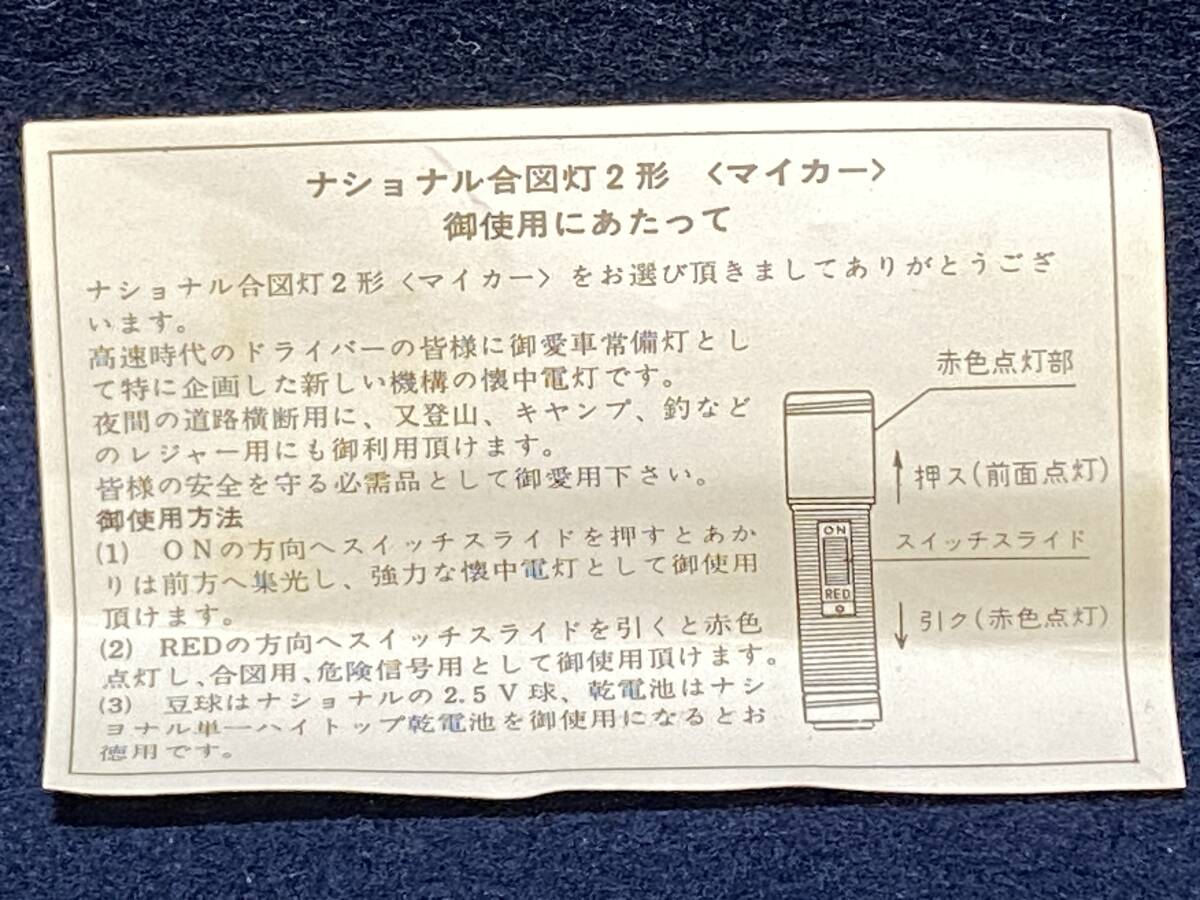 ナショナル合図灯2形 〈マイカー〉
御使用にあたって
ナショナル合図灯2形〈マイカー〉をお選び頂きましてありがとうござ
います。
高速時代のドライバーの皆様に御愛車常備灯とし
て特に企画した新しい機構の懐中電灯です。
夜間の道路横断用に、又登山、キャンプ、釣など
のレジャー用にも御利用頂けます。
皆様の安全を守る必需品として御愛用下さい。
御使用方法
(1) ONの方向へスイッチスライドを押すとあか
りは前方へ集光し、強力な懐中電灯として御使用
頂けます。
(2) REDの方向へスイッチスライドを引くと赤色
点灯し、合図用、危険信号用として御使用頂けます。
(3) 豆球はナショナルの2.5V球、乾電池はナシ
ョナル単一ハイトップ乾電池を御使用になるとお
徳用です。
赤色点灯部
押ス(前面点灯)
ON
スイッチスライド
RED
引ク(赤色点灯)